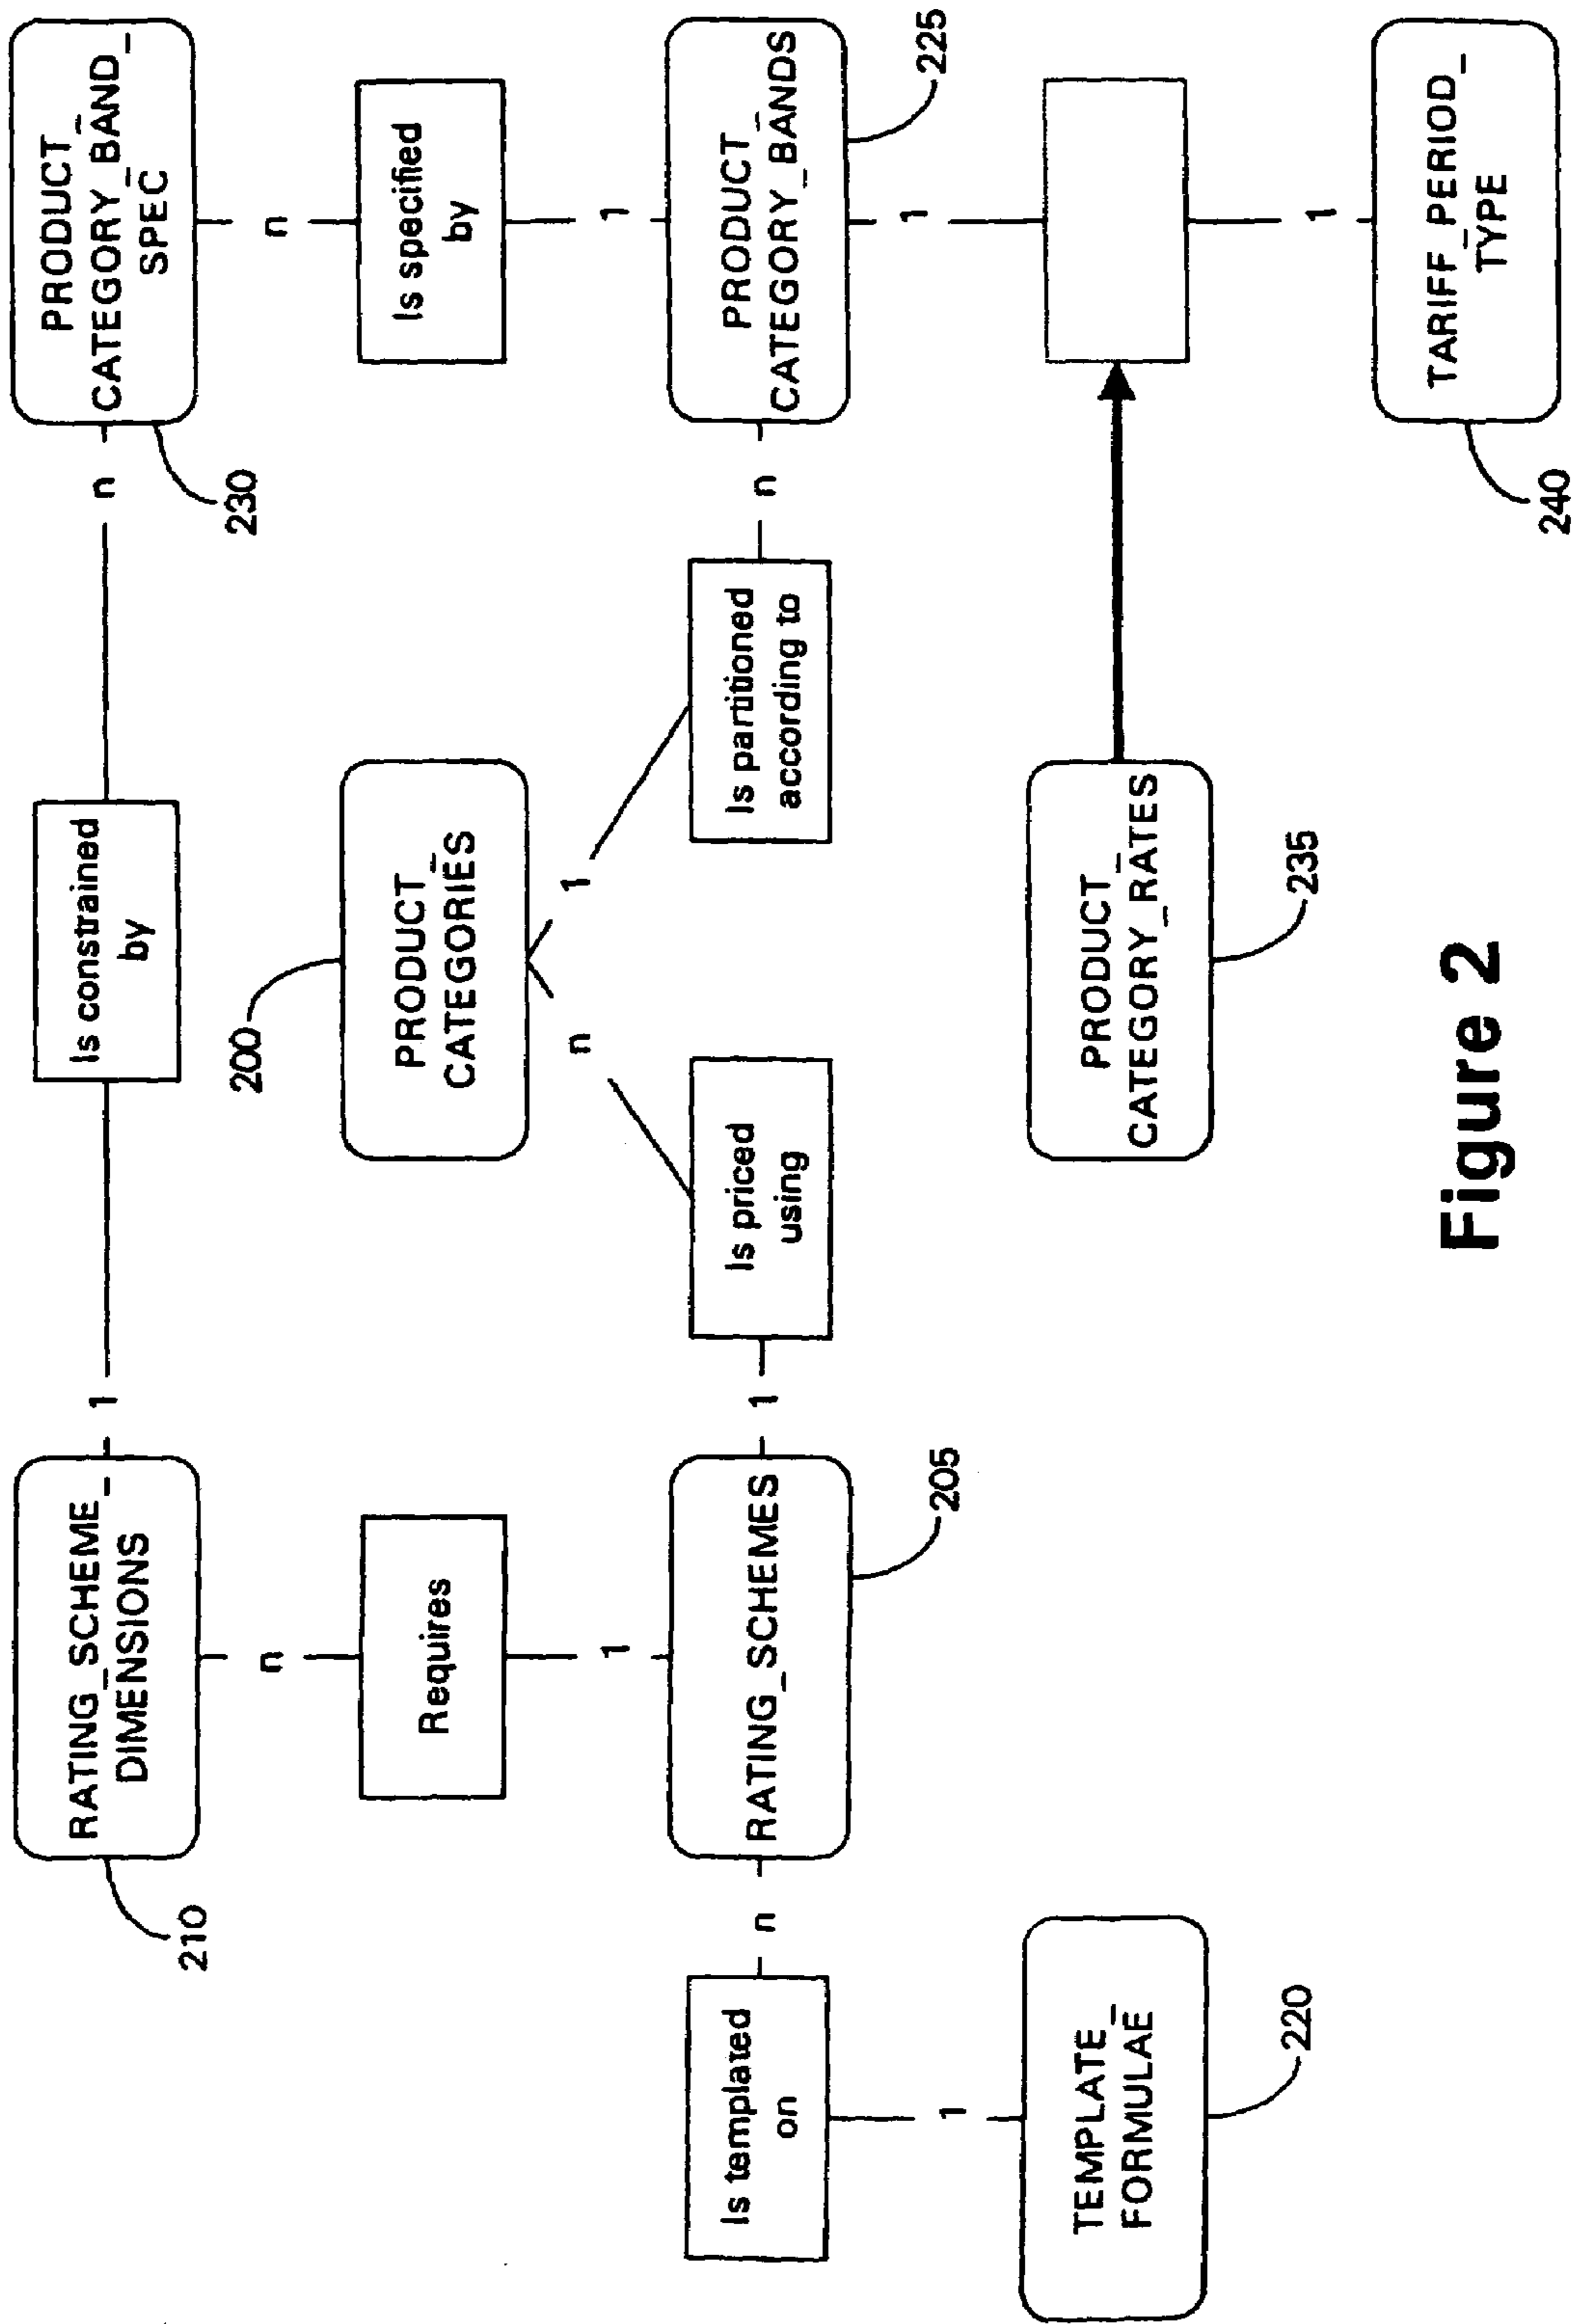 RATING_SCHEME_
DIMENSIONS
1
Is constrained
by
n
PRODUCT_
CATEGORY_BAND_
SPEC
210
230
n
n
200
Requires
PRODUCT_
CATEGORIES
Is specified
by
1
n
1
1
Is templated
on
n
RATING_SCHEMES
1
Is priced
using
Is partitioned
according to
n
PRODUCT_
CATEGORY_BANDS
205
225
1
1
TEMPLATE_
FORMULAE
PRODUCT_
CATEGORY_RATES
220
235
1
TARIFF_PERIOD_
TYPE
240
Figure 2